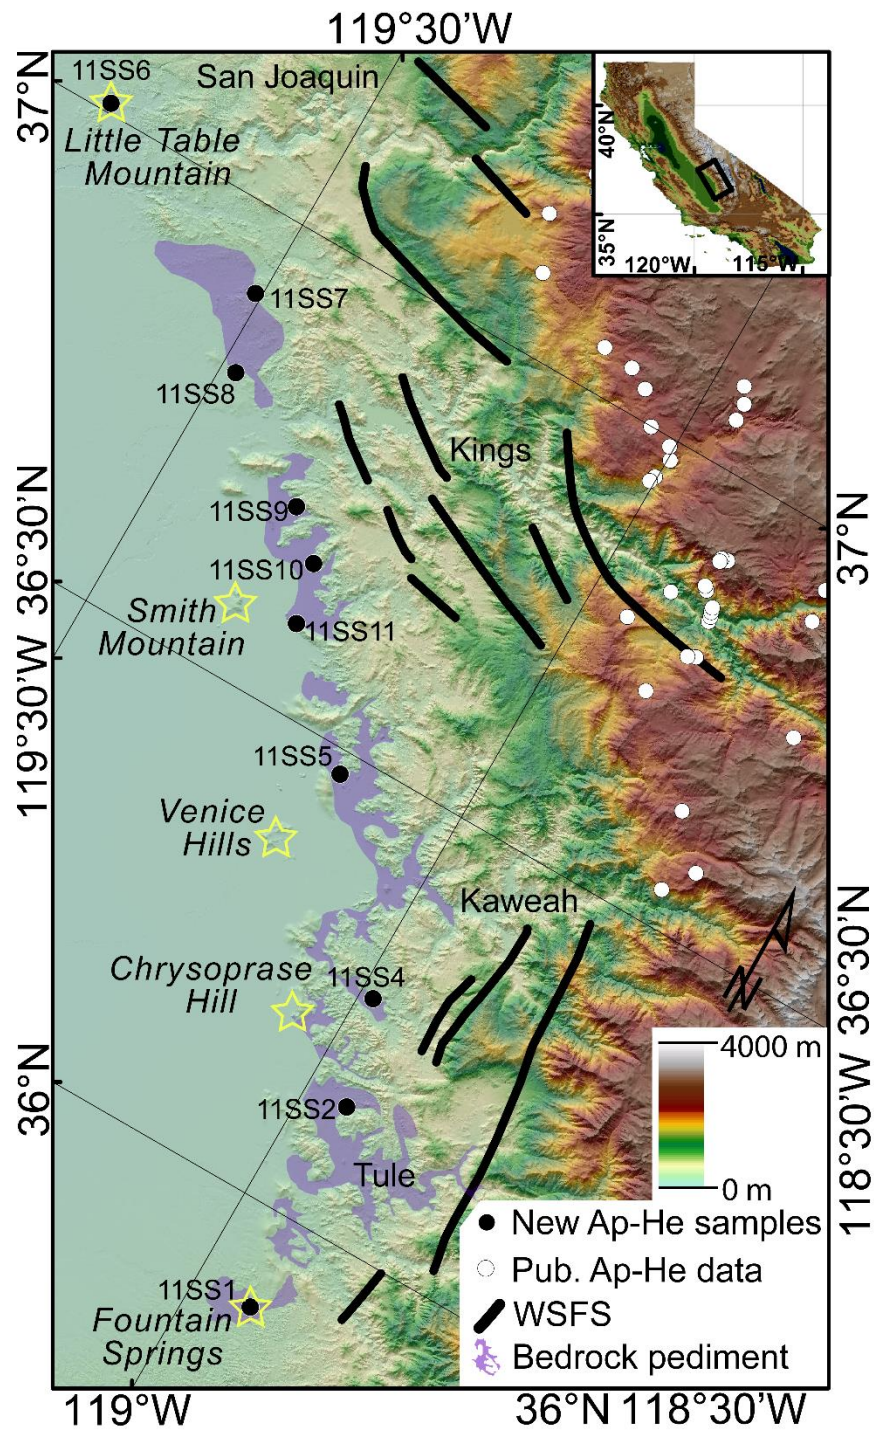 119°30'W
37°N
11SS6
San Joaquin
Little Table
Mountain
40°N
35°N
120°W
115°W
11SS7
11SS8
Kings
36°30'N
11SS9
37°N
11SS10
Smith
Mountain
11SS11
119°30'W
11SS5
Venice
Hills
Kaweah
36°30'N
Chrysoprase
Hill
11SS4
N
4000 m
0 m
36°N
11SS2
Tule
118°30'W
New Ap-He samples
Pub. Ap-He data
WSFS
Bedrock pediment
11SS1
Fountain
Springs
119°W
36°N
118°30'W